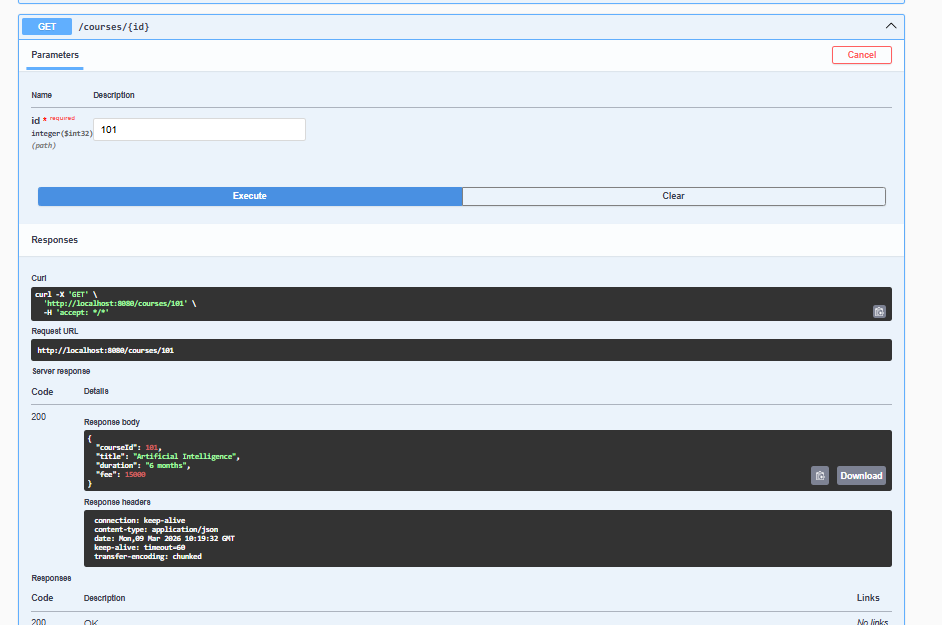 GET /courses/{id}
Parameters
Cancel
Name Description
id * required
integer($int32)
(path)
101
Execute
Clear
Responses
Curl
curl -X 'GET' \
'http://localhost:8080/courses/101' \
-H 'accept: */*'
Request URL
http://localhost:8080/courses/101
Server response
Code Details
200
Response body
{
"courseId": 101,
"title": "Artificial Intelligence",
"duration": "6 months",
"fee": 15000
}
Download
Response headers
connection: keep-alive
content-type: application/json
date: Mon,09 Mar 2026 10:19:32 GMT
keep-alive: timeout=60
transfer-encoding: chunked
Responses
Code Description Links
200 OK No links